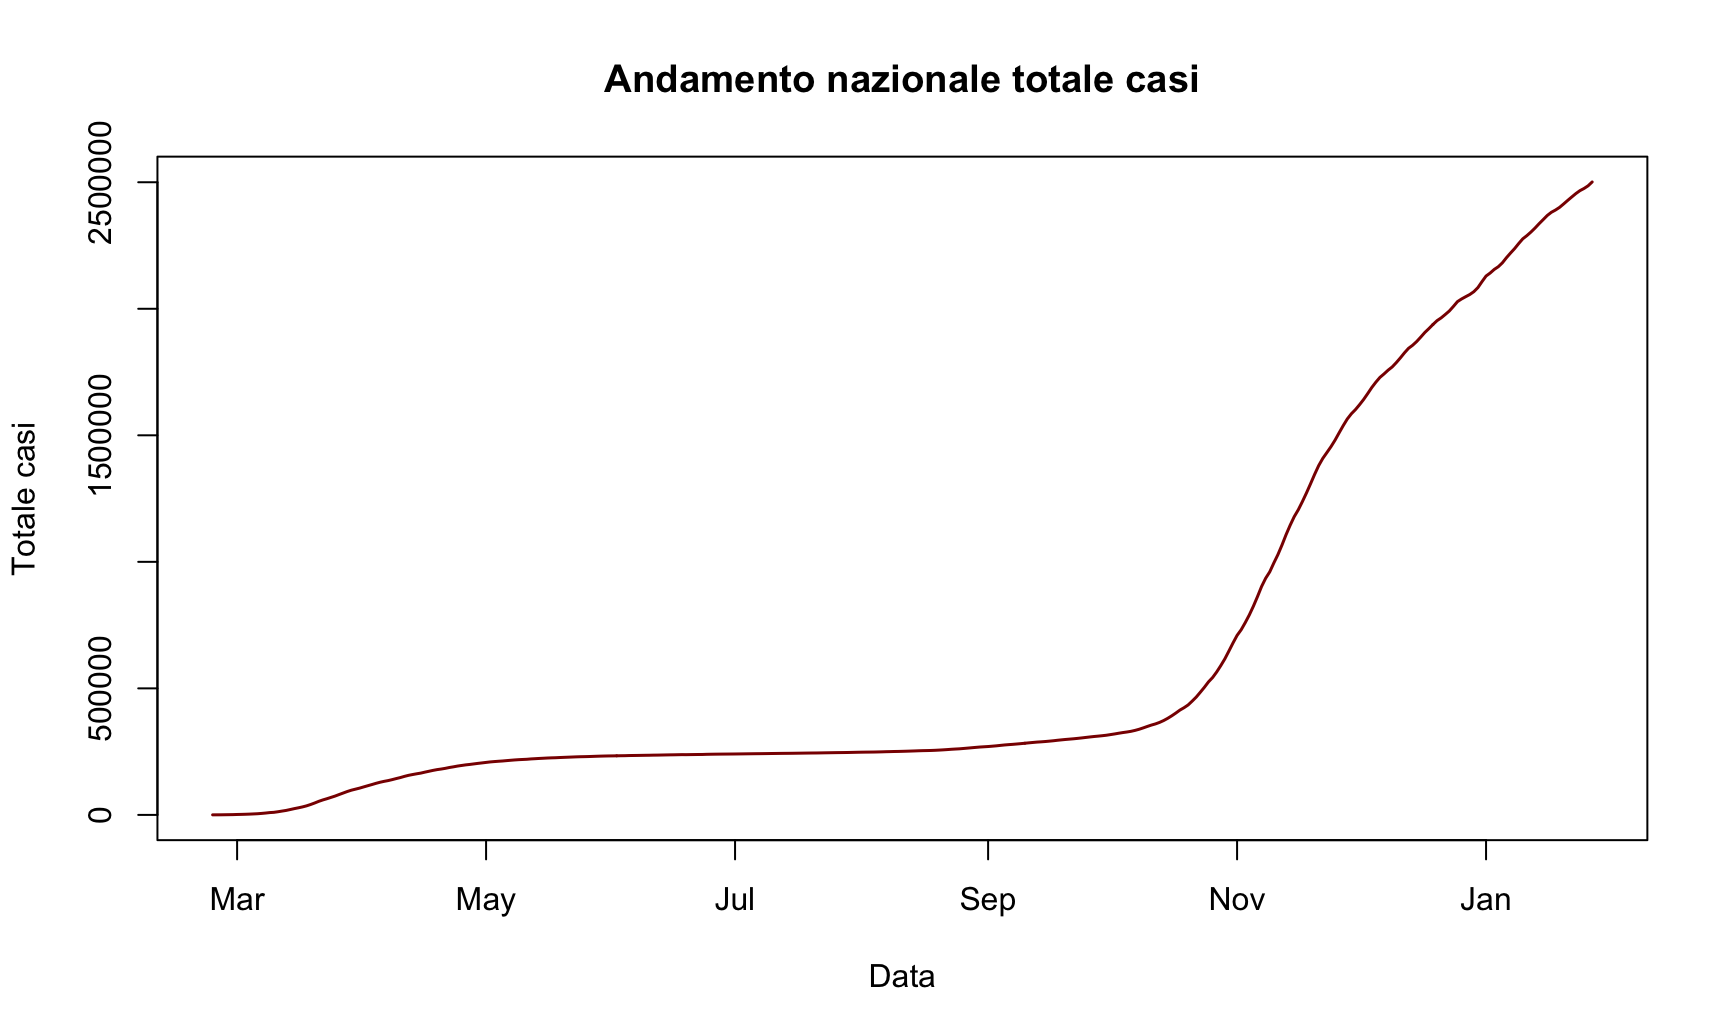 Andamento nazionale totale casi
Totale casi
2500000
1500000
500000
0
Mar May Jul Sep Nov Jan
Data